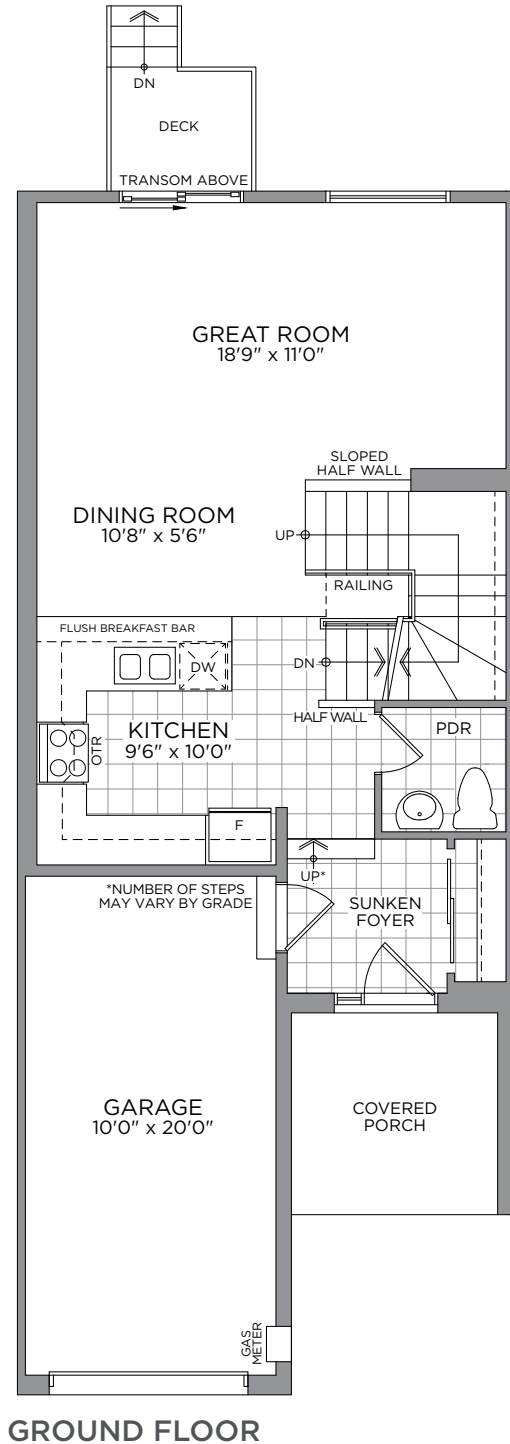 DN
DECK
TRANSOM ABOVE
GREAT ROOM
18'9" x 11'0"
SLOPED
HALF WALL
DINING ROOM
10'8" x 5'6"
UP
RAILING
FLUSH BREAKFAST BAR
DW
DN
HALF WALL
KITCHEN
9'6" x 10'0"
OTR
PDR
F
UP*
*NUMBER OF STEPS
MAY VARY BY GRADE
SUNKEN
FOYER
GARAGE
10'0" x 20'0"
COVERED
PORCH
GAS
METER
GROUND FLOOR